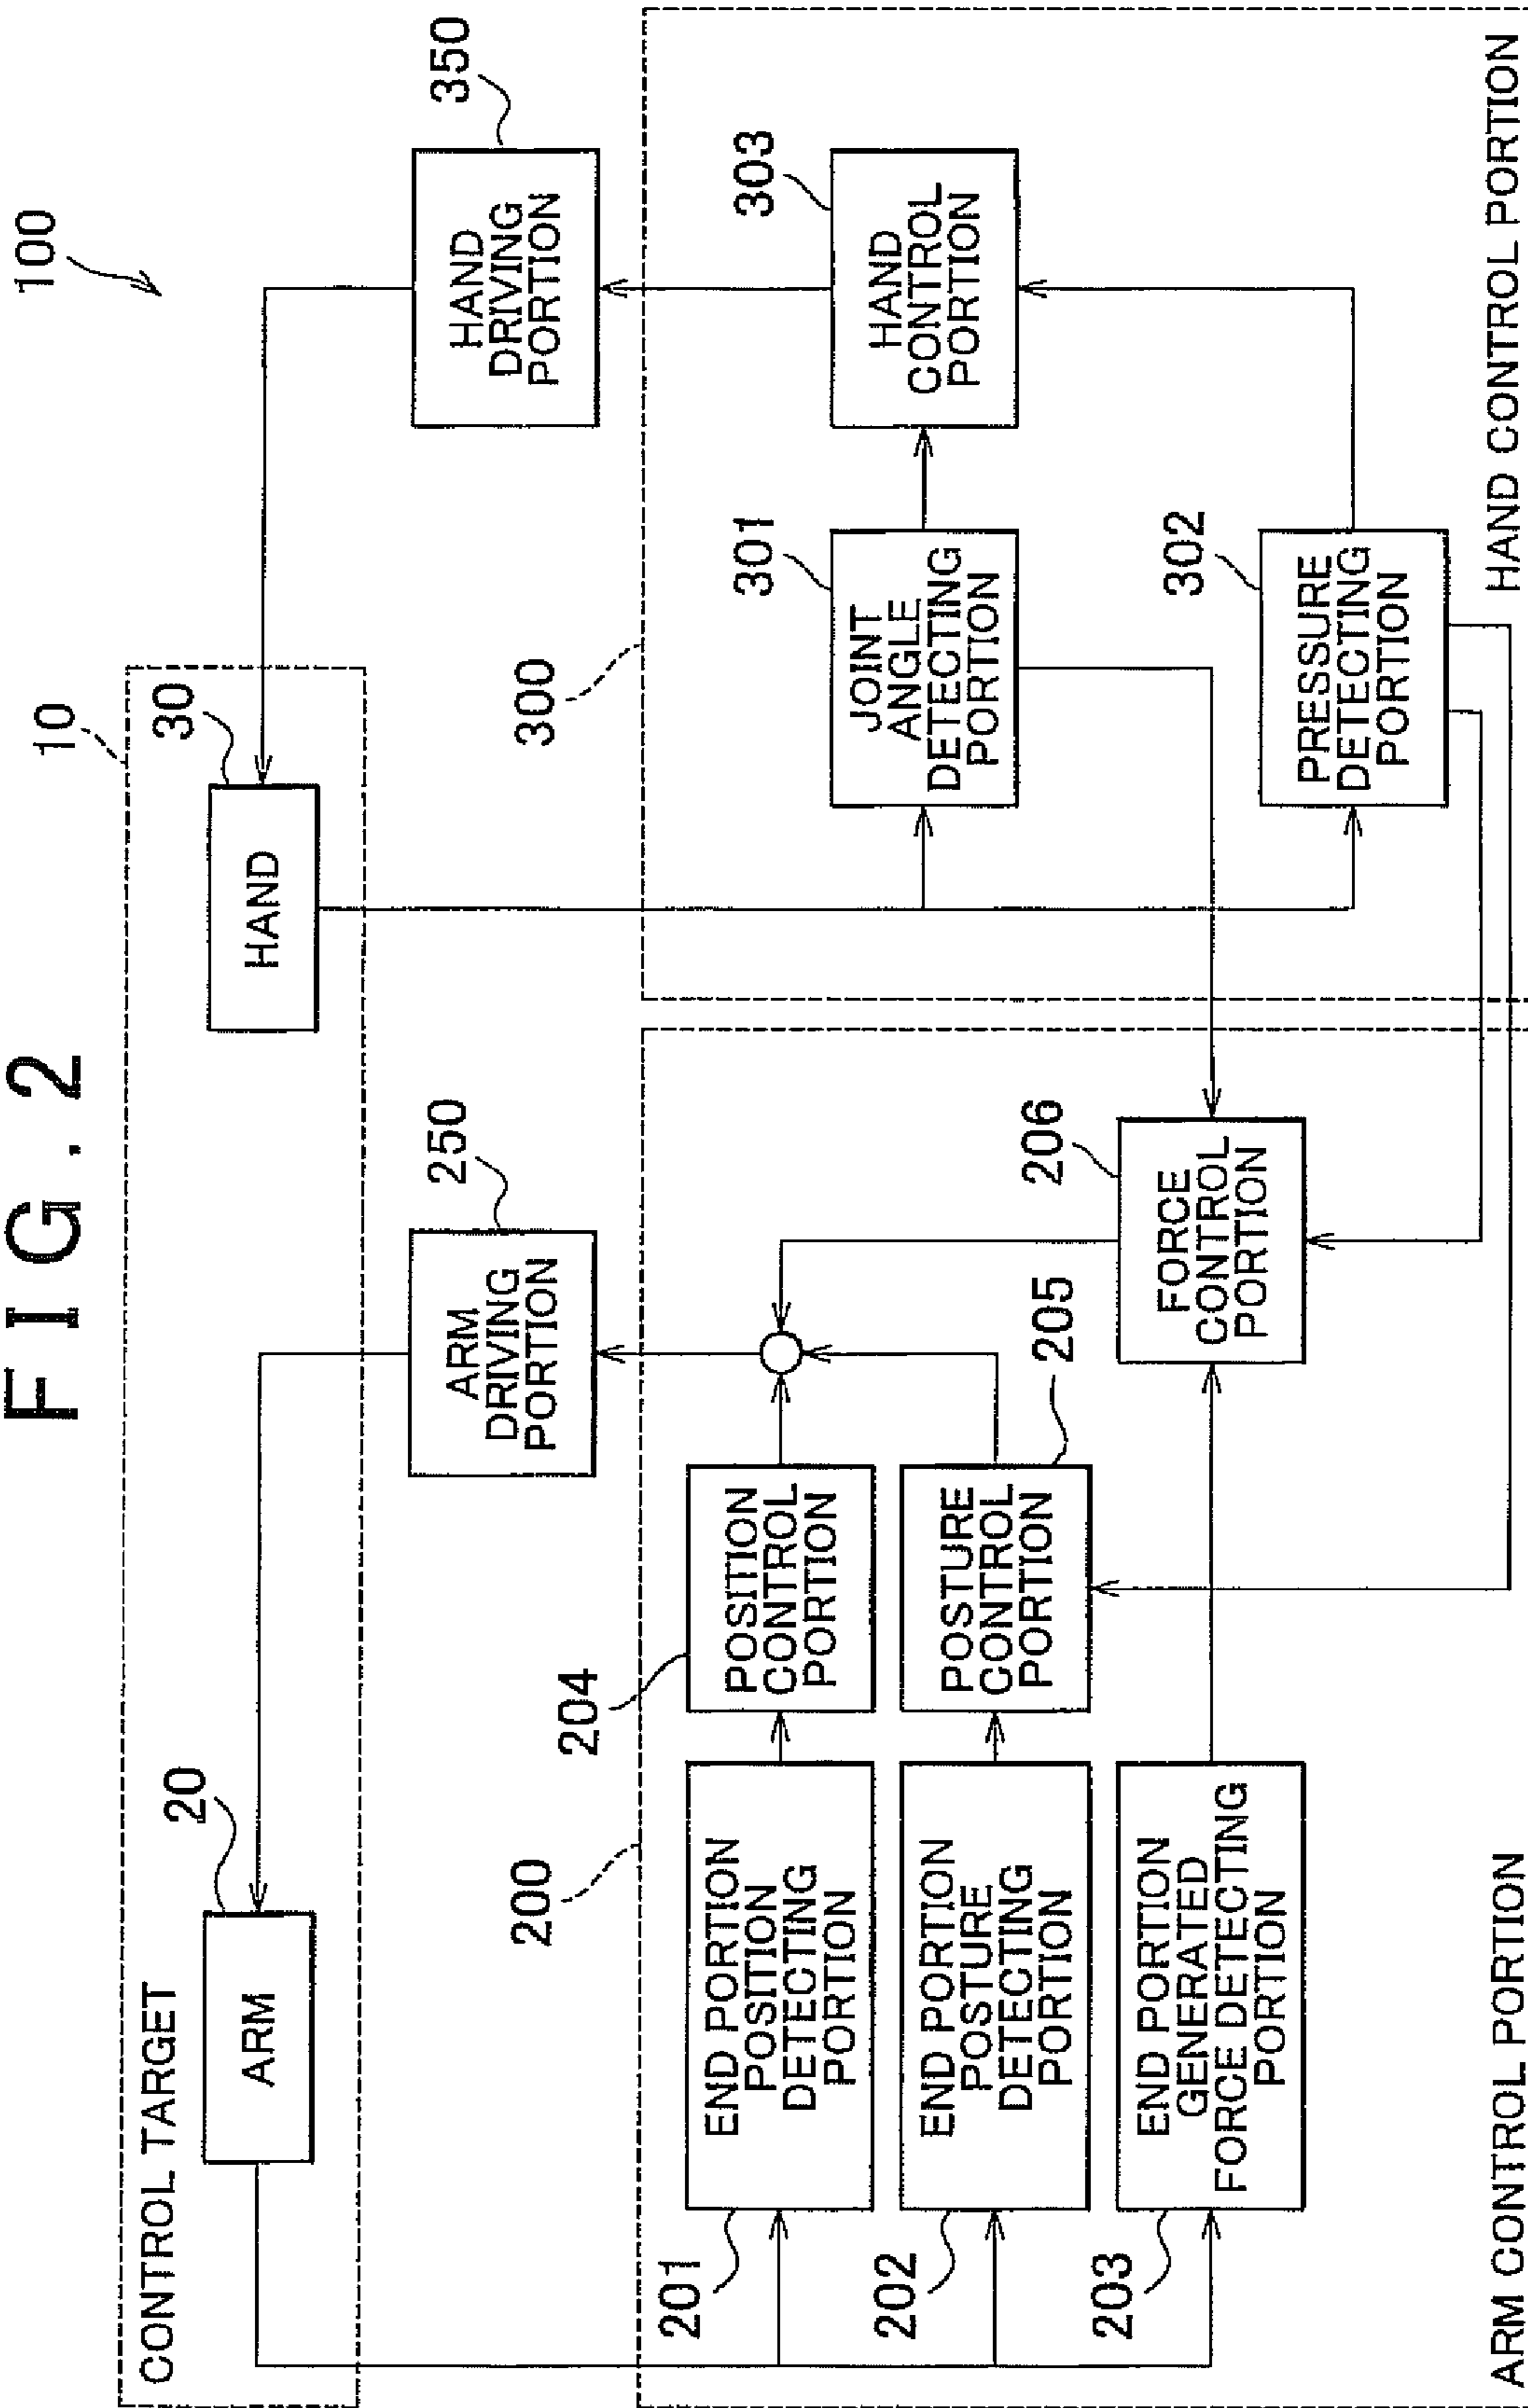 FIG. 2
100
10
CONTROL TARGET
20
ARM
30
HAND
250
ARM
DRIVING
PORTION
350
HAND
DRIVING
PORTION
200
300
201
END PORTION
POSITION
DETECTING
PORTION
204
POSITION
CONTROL
PORTION
301
JOINT
ANGLE
DETECTING
PORTION
303
HAND
CONTROL
PORTION
202
END PORTION
POSTURE
DETECTING
PORTION
205
POSTURE
CONTROL
PORTION
203
END PORTION
GENERATED
FORCE DETECTING
PORTION
206
FORCE
CONTROL
PORTION
302
PRESSURE
DETECTING
PORTION
ARM CONTROL PORTION
HAND CONTROL PORTION